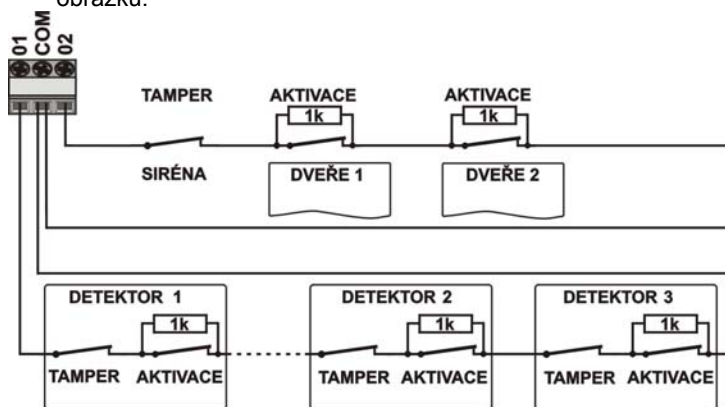 obrázku.
01 COM 02
TAMPER AKTIVACE AKTIVACE
1k 1k
SIRÉNA DVEŘE 1 DVEŘE 2
DETEKTOR 1 DETEKTOR 2 DETEKTOR 3
1k 1k 1k
TAMPER AKTIVACE TAMPER AKTIVACE TAMPER AKTIVACE